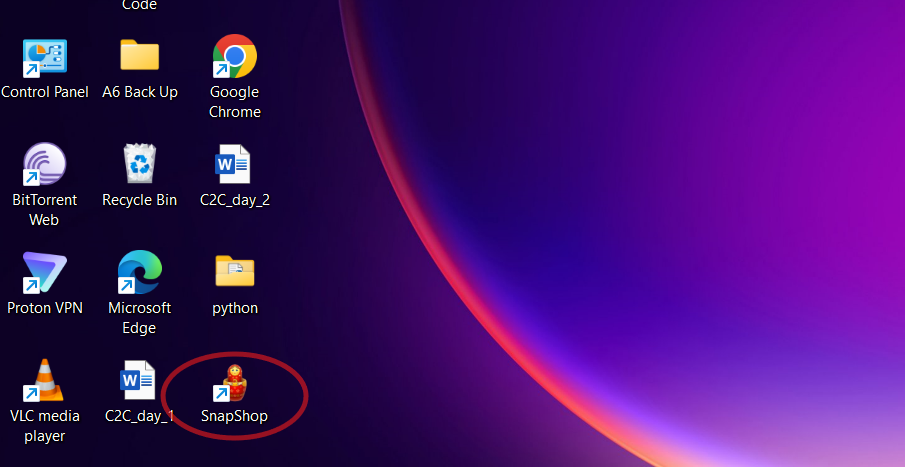 Code
Control Panel
A6 Back Up
Google
Chrome
BitTorrent
Web
Recycle Bin
C2C_day_2
Proton VPN
Microsoft
Edge
python
VLC media
player
C2C_day_1
SnapShop